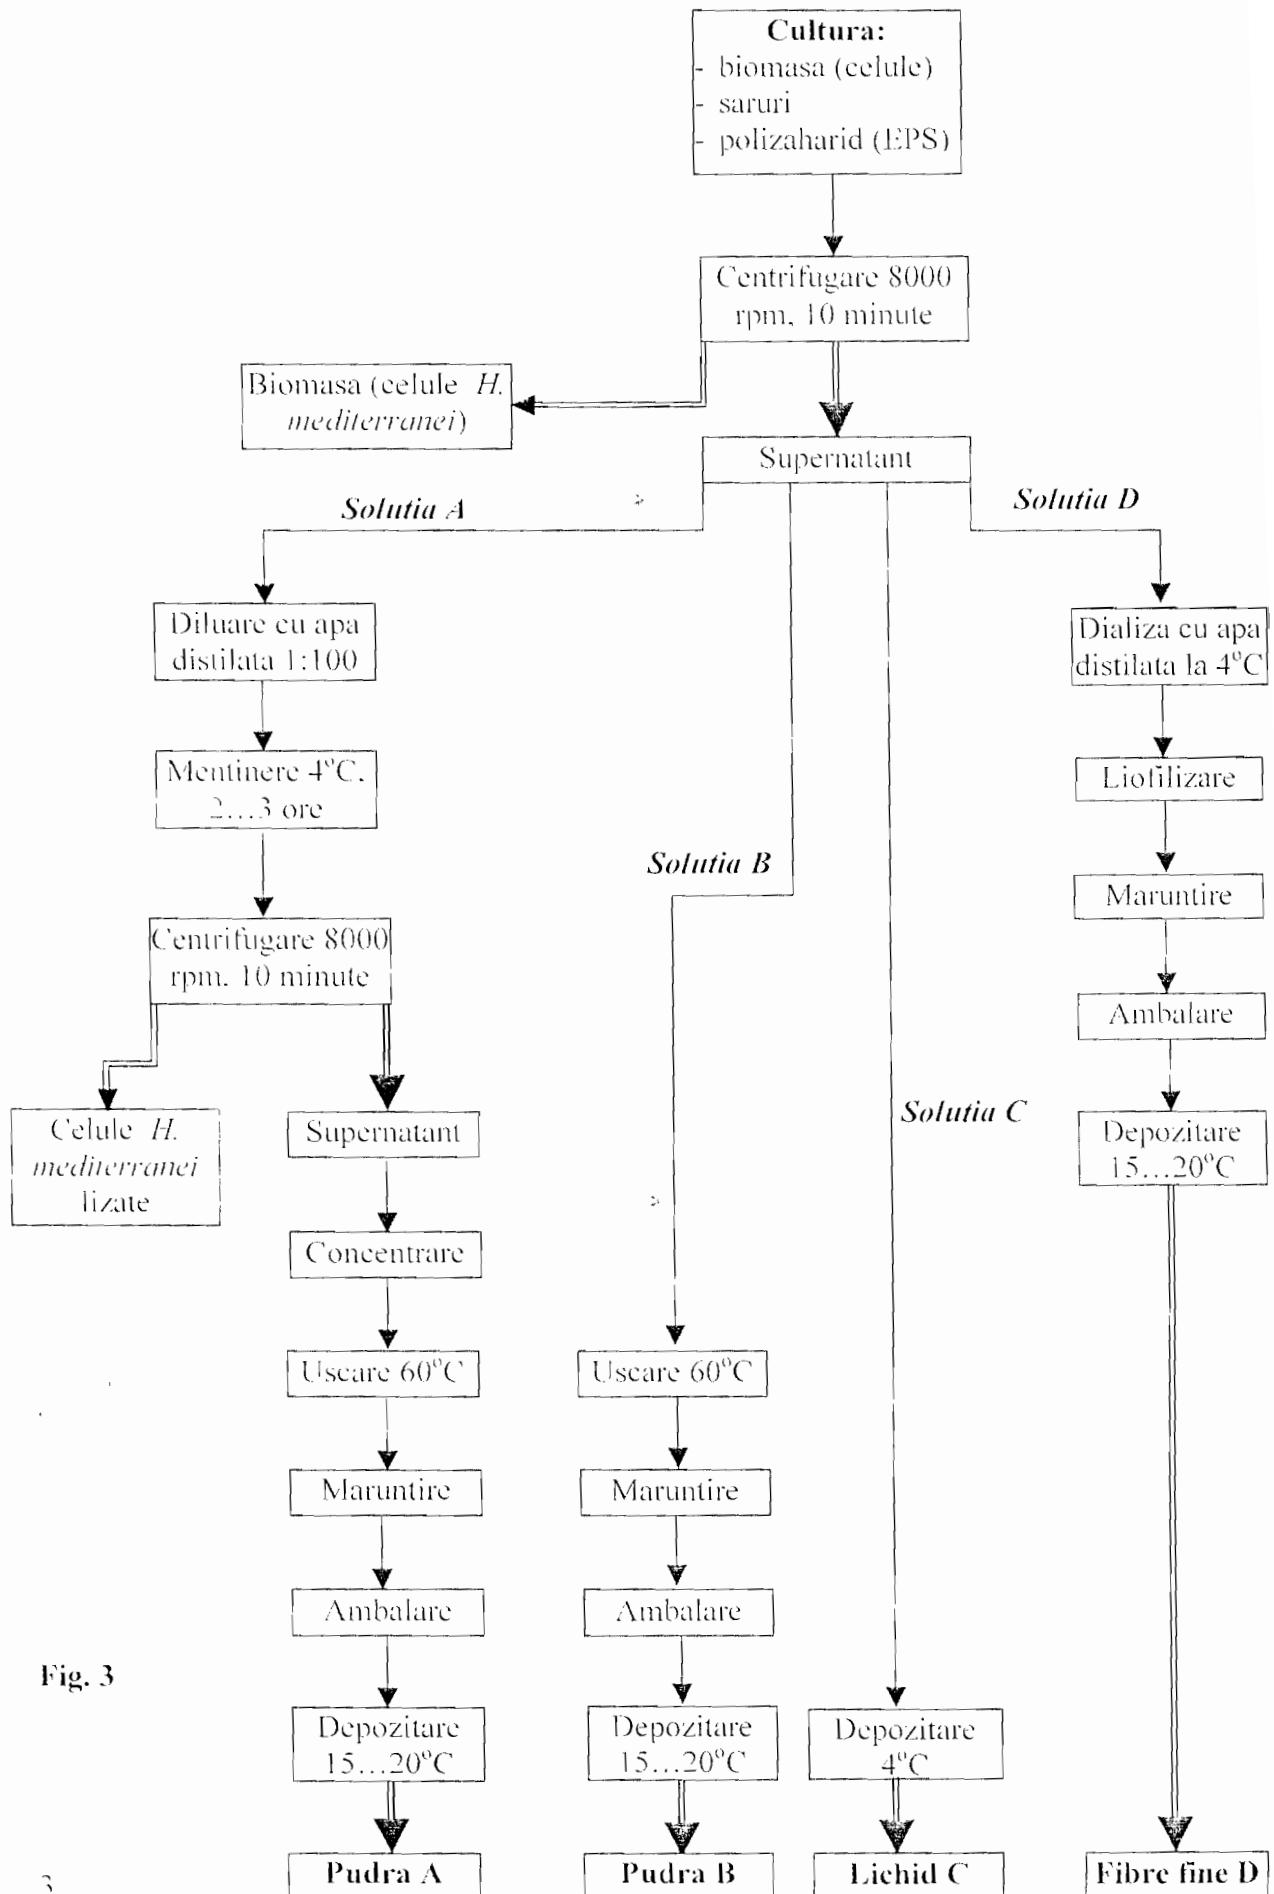 Cultura:
- biomasa (celule)
- saruri
- polizaharid (EPS)
Centrifugare 8000
rpm, 10 minute
Biomasa (celule H.
mediterranei)
Supernatant
Solutia A
Diluare cu apa
distilata 1:100
Mentinere 4°C.
2...3 ore
Centrifugare 8000
rpm. 10 minute
Celule H.
mediterranei
lizate
Supernatant
Concentrare
Uscare 60°C
Maruntire
Ambalare
Depozitare
15...20°C
Pudra A
Solutia B
Uscare 60°C
Maruntire
Ambalare
Depozitare
15...20°C
Pudra B
Solutia C
Depozitare
4°C
Lichid C
Solutia D
Dializa cu apa
distilata la 4°C
Liofilizare
Maruntire
Ambalare
Depozitare
15...20°C
Fibre fine D
Fig. 3
3